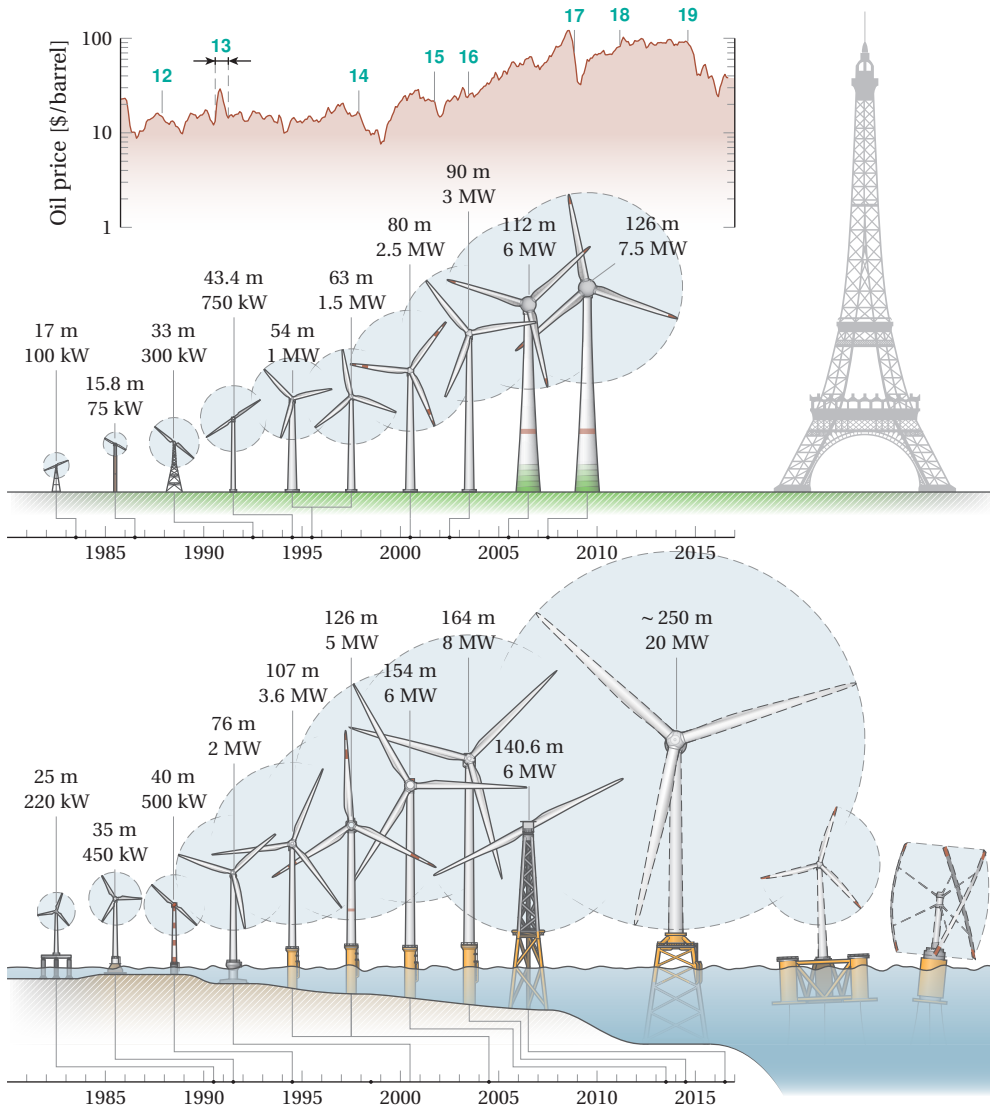 17
18
19
13
12
14
15
16
100
10
1
Oil price [$/barrel]
90 m
3 MW
80 m
2.5 MW
112 m
6 MW
126 m
7.5 MW
43.4 m
750 kW
63 m
1.5 MW
17 m
100 kW
33 m
300 kW
54 m
1 MW
15.8 m
75 kW
1985 1990 1995 2000 2005 2010 2015
126 m
5 MW
164 m
8 MW
~ 250 m
20 MW
107 m
3.6 MW
154 m
6 MW
76 m
2 MW
140.6 m
6 MW
25 m
220 kW
40 m
500 kW
35 m
450 kW
1985 1990 1995 2000 2005 2010 2015